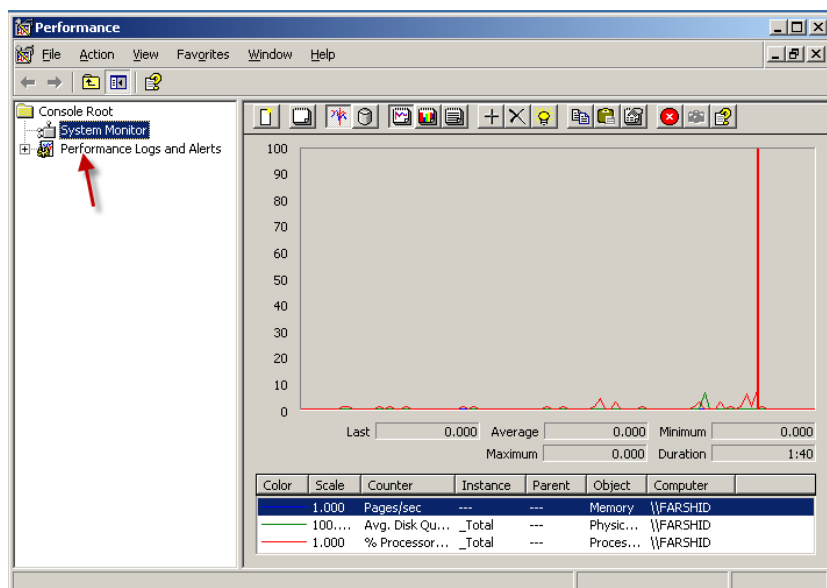 Performance
File Action View Favorites Window Help
Console Root
System Monitor
Performance Logs and Alerts
100
90
80
70
60
50
40
30
20
10
0
Last 0.000 Average 0.000 Minimum 0.000
Maximum 0.000 Duration 1:40
Color Scale Counter Instance Parent Object Computer
1.000 Pages/sec --- --- Memory \\FARSHID
100.... Avg. Disk Qu... _Total --- Physic... \\FARSHID
1.000 % Processor... _Total --- Proces... \\FARSHID